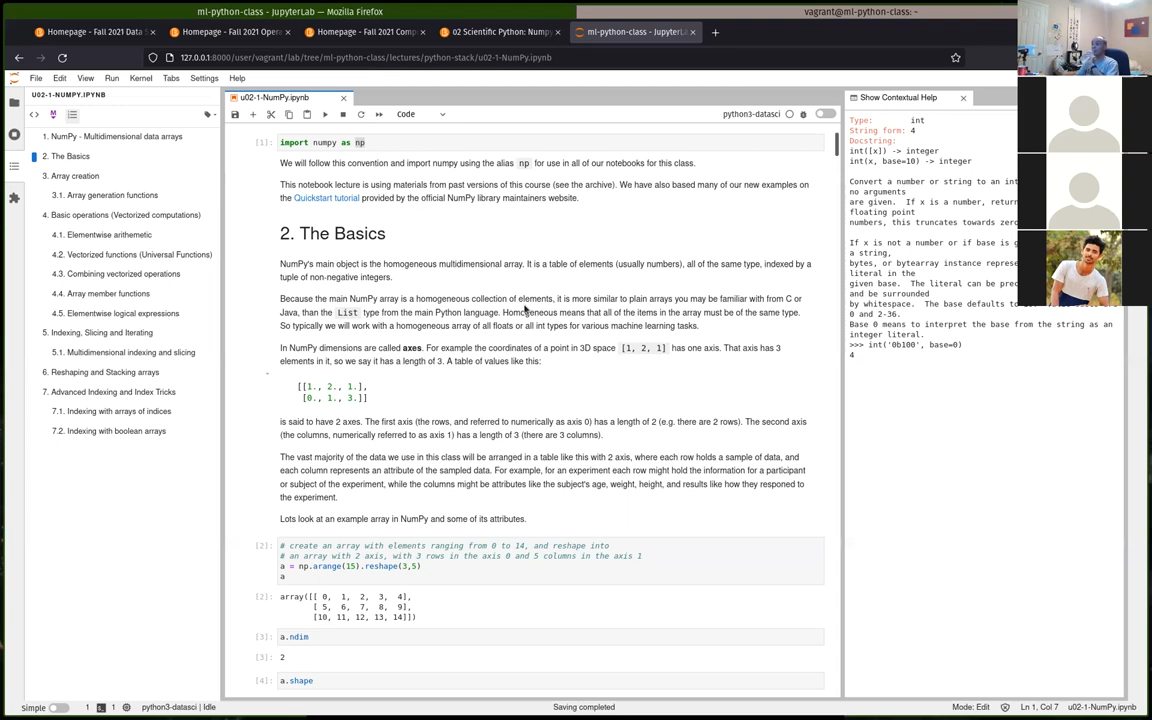 ml-python-class - JupyterLab - Mozilla Firefox
vagrant@ml-python-class: ~
Homepage - Fall 2021 Data S
Homepage - Fall 2021 Opera
Homepage - Fall 2021 Comp
02 Scientific Python: Nump
ml-python-class - JupyterLa
127.0.0.1:8000/user/vagrant/lab/tree/ml-python-class/lectures/python-stack/u02-1-NumPy.ipynb
File Edit View Run Kernel Tabs Settings Help
U02-1-NUMPY.IPYNB
1. NumPy - Multidimensional data arrays
2. The Basics
3. Array creation
3.1. Array generation functions
4. Basic operations (Vectorized computations)
4.1. Elementwise arithemetic
4.2. Vectorized functions (Universal Functions)
4.3. Combining vectorized operations
4.4. Array member functions
4.5. Elementwise logical expressions
5. Indexing, Slicing and Iterating
5.1. Multidimensional indexing and slicing
6. Reshaping and Stacking arrays
7. Advanced Indexing and Index Tricks
7.1. Indexing with arrays of indices
7.2. Indexing with boolean arrays
u02-1-NumPy.ipynb
Code
python3-datasci
[1]: import numpy as np
We will follow this convention and import numpy using the alias np for use in all of our notebooks for this class.
This notebook lecture is using materials from past versions of this course (see the archive). We have also based many of our new examples on
the Quickstart tutorial provided by the official NumPy library maintainers website.
2. The Basics
NumPy's main object is the homogeneous multidimensional array. It is a table of elements (usually numbers), all of the same type, indexed by a
tuple of non-negative integers.
Because the main NumPy array is a homogeneous collection of elements, it is more similar to plain arrays you may be familiar with from C or
Java, than the List type from the main Python language. Homogeneous means that all of the items in the array must be of the same type.
So typically we will work with a homogeneous array of all floats or all int types for various machine learning tasks.
In NumPy dimensions are called axes. For example the coordinates of a point in 3D space [1, 2, 1] has one axis. That axis has 3
elements in it, so we say it has a length of 3. A table of values like this:
[[1., 2., 1.],
[0., 1., 3.]]
is said to have 2 axes. The first axis (the rows, and referred to numerically as axis 0) has a length of 2 (e.g. there are 2 rows). The second axis
(the columns, numerically referred to as axis 1) has a length of 3 (there are 3 columns).
The vast majority of the data we use in this class will be arranged in a table like this with 2 axis, where each row holds a sample of data, and
each column represents an attribute of the sampled data. For example, for an experiment each row might hold the information for a participant
or subject of the experiment, while the columns might be attributes like the subject's age, weight, height, and results like how they responed to
the experiment.
Lots look at an example array in NumPy and some of its attributes.
[2]: # create an array with elements ranging from 0 to 14, and reshape into
# an array with 2 axis, with 3 rows in the axis 0 and 5 columns in the axis 1
a = np.arange(15).reshape(3,5)
a
[2]: array([[ 0, 1, 2, 3, 4],
[ 5, 6, 7, 8, 9],
[10, 11, 12, 13, 14]])
[3]: a.ndim
[3]: 2
[4]: a.shape
Show Contextual Help
Type: int
String form: 4
Docstring:
int([x]) -> integer
int(x, base=10) -> integer
Convert a number or string to an int
no arguments
are given. If x is a number, return
floating point
numbers, this truncates towards zero
If x is not a number or if base is g
a string,
bytes, or bytearray instance repres
literal in the
given base. The literal can be prec
and be surrounded
by whitespace. The base defaults to
0 and 2-36.
Base 0 means to interpret the base from the string as an
integer literal.
>>> int('0b100', base=0)
4
Simple 1 1 python3-datasci | Idle
Saving completed
Mode: Edit Ln 1, Col 7 u02-1-NumPy.ipynb